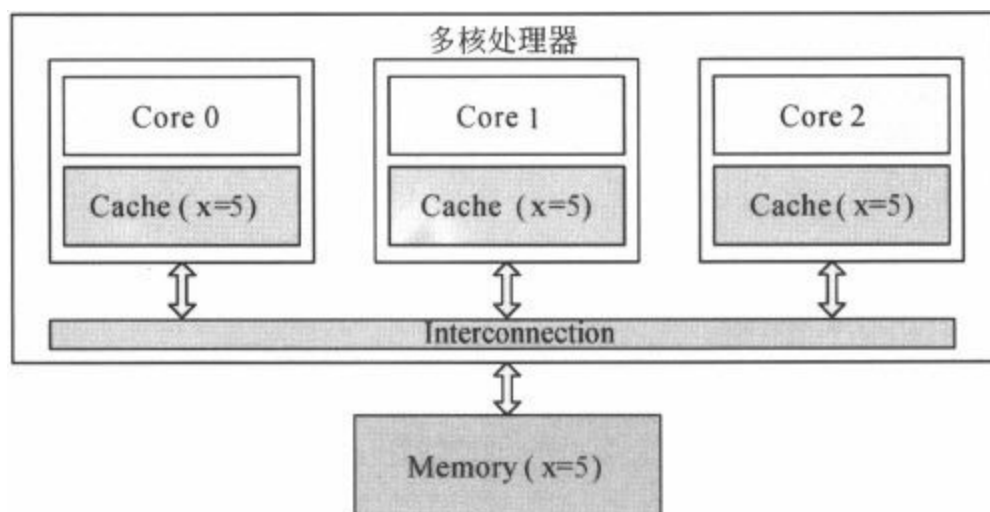 多核处理器
Core 0
Core 1
Core 2
Cache ( x=5)
Cache ( x=5)
Cache ( x=5)
Interconnection
Memory ( x=5)